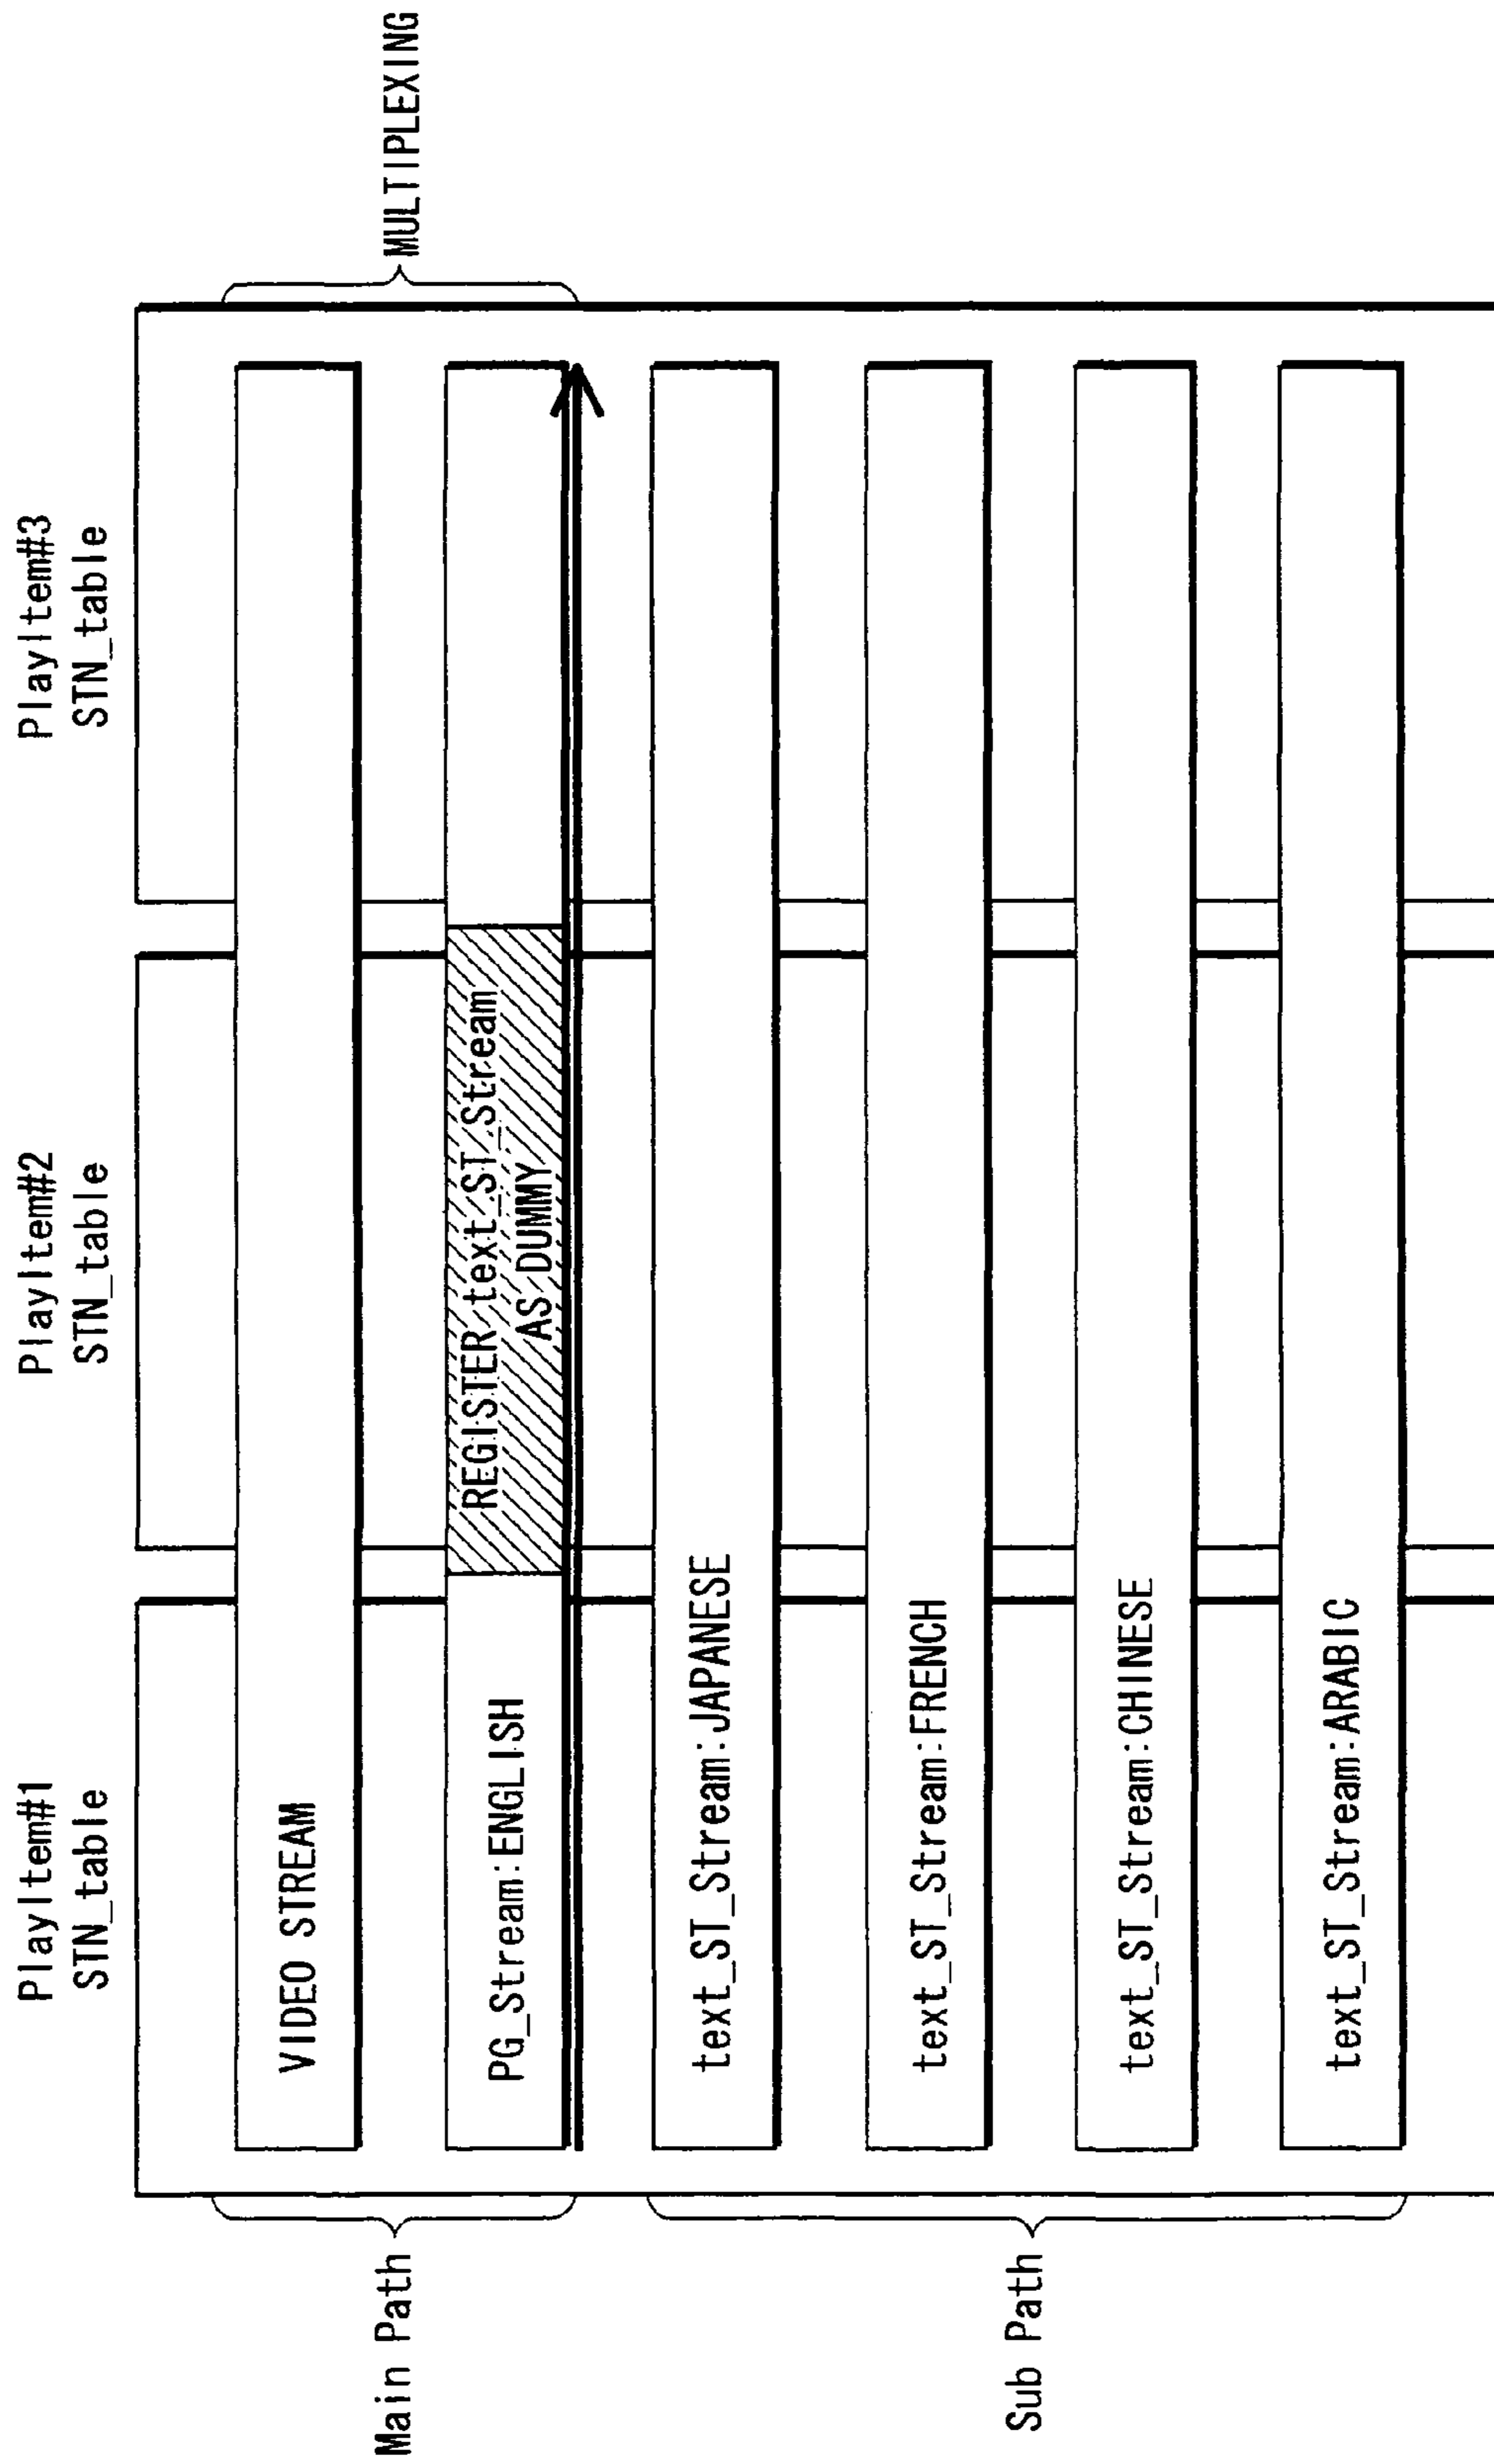 PlayItem#1
STN_table
PlayItem#2
STN_table
PlayItem#3
STN_table
Main Path
VIDEO STREAM
PG_Stream:ENGLISH
REGISTER text_ST_Stream
AS DUMMY
MULTIPLEXING
Sub Path
text_ST_Stream:JAPANESE
text_ST_Stream:FRENCH
text_ST_Stream:CHINESE
text_ST_Stream:ARABIC